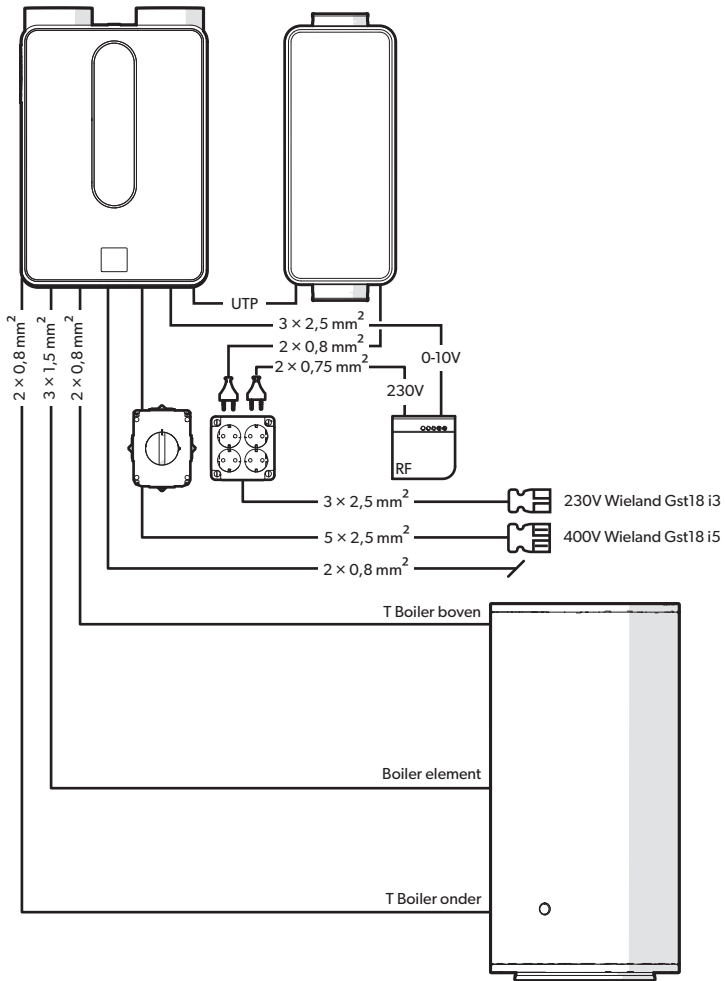 UTP
3 × 2,5 mm²
2 × 0,8 mm²
2 × 0,75 mm²
0-10V
230V
2 × 0,8 mm²
3 × 1,5 mm²
2 × 0,8 mm²
RF
3 × 2,5 mm²
230V Wieland Gst18 i3
5 × 2,5 mm²
400V Wieland Gst18 i5
2 × 0,8 mm²
T Boiler boven
Boiler element
T Boiler onder